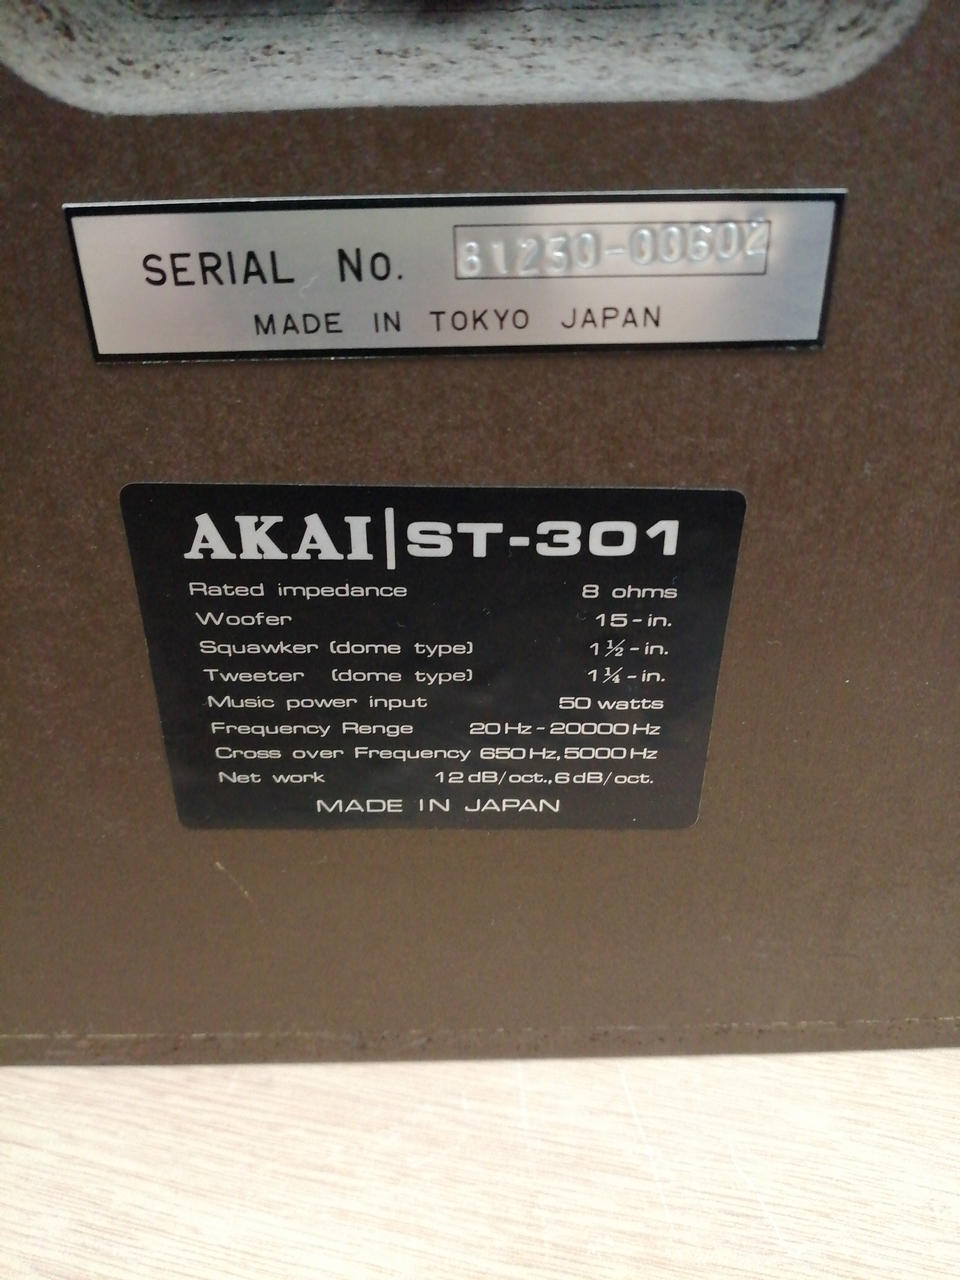 SERIAL No. 81250-00602
MADE IN TOKYO JAPAN
AKAI|ST-301
Rated impedance 8 ohms
Woofer 15-in.
Squawker (dome type) 1½-in.
Tweeter (dome type) 1¼-in.
Music power input 50 watts
Frequency Renge 20Hz-20000Hz
Cross over Frequency 650Hz,5000Hz
Net work 12dB/oct.,6dB/oct.
MADE IN JAPAN